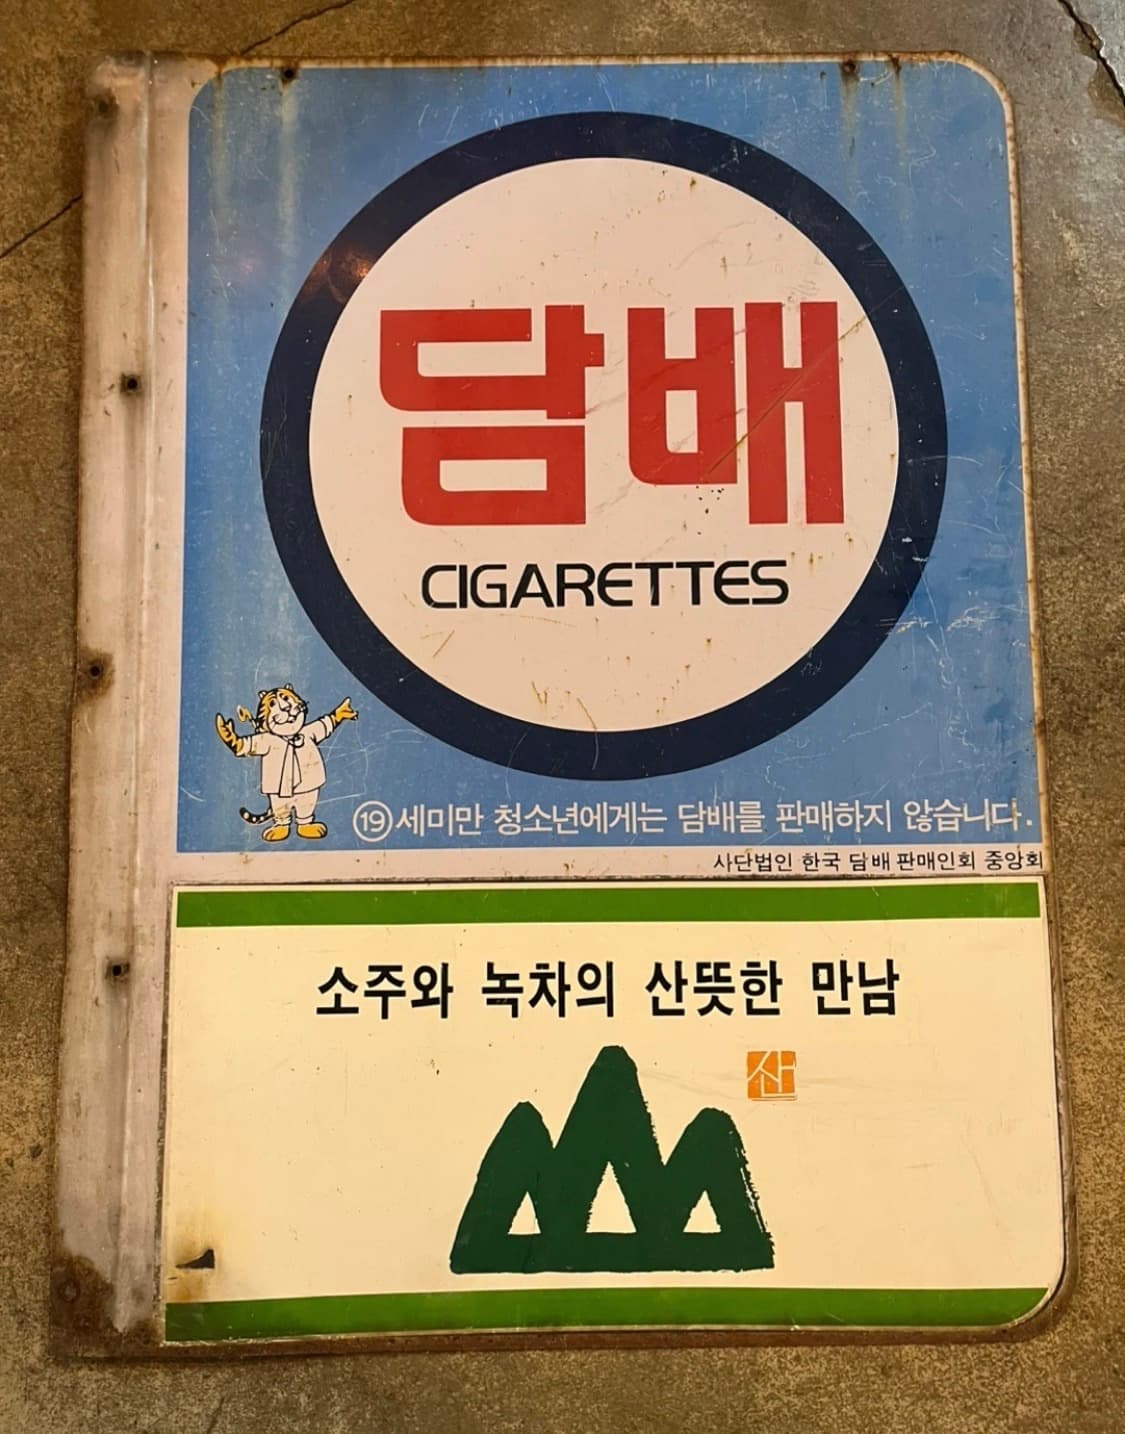 담배
CIGARETTES
⑲세미만 청소년에게는 담배를 판매하지 않습니다.
사단법인 한국 담배 판매인회 중앙회
소주와 녹차의 산뜻한 만남
산